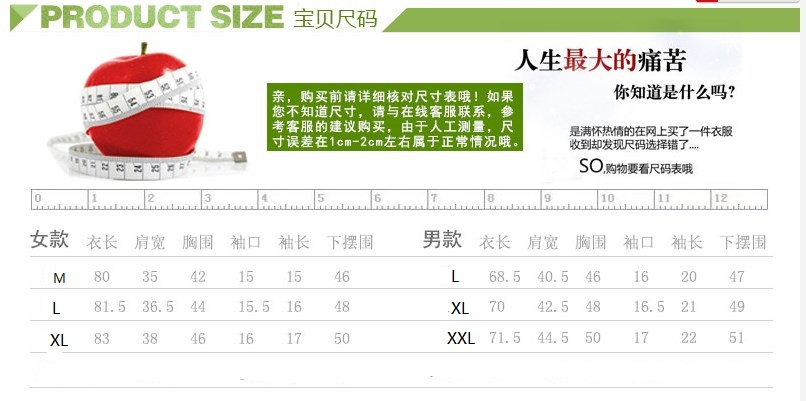 PRODUCT SIZE 宝贝尺码
亲，购买前请详细核对尺寸表哦！如果
您不知道尺寸，请与在线客服联系，参
考客服的建议购买，由于人工测量，尺
寸误差在1cm-2cm左右属于正常情况哦。
人生最大的痛苦
你知道是什么吗?
是满怀热情的在网上买了一件衣服
收到却发现尺码选择错了....
SO,购物要看尺码表哦
0 1 2 3 4 5 6 7 8 9 10 11 12
女款 衣长 肩宽 胸围 袖口 袖长 下摆围
M 80 35 42 15 15 46
L 81.5 36.5 44 15.5 16 48
XL 83 38 46 16 17 50
男款 衣长 肩宽 胸围 袖口 袖长 下摆围
L 68.5 40.5 46 16 20 47
XL 70 42.5 48 16.5 21 49
XXL 71.5 44.5 50 17 22 51